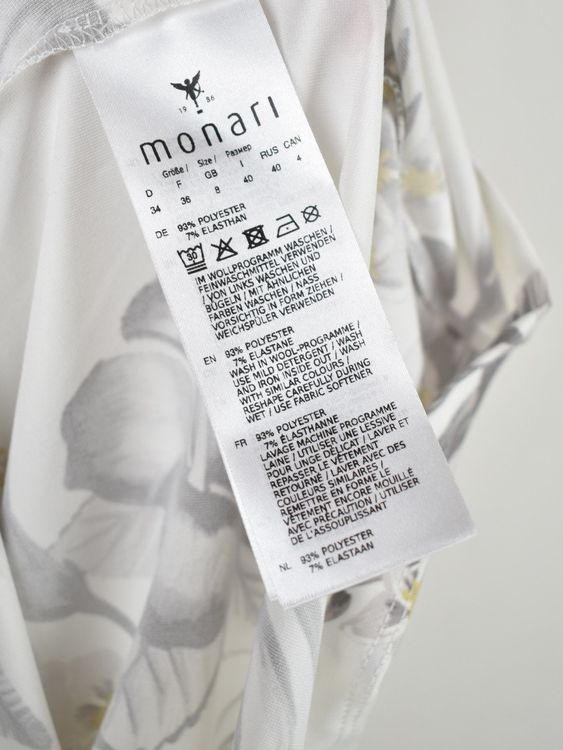 1986
monari
Größe / Size / Размер
D F GB I RUS CAN
34 36 8 40 40 4
DE 93% POLYESTER
7% ELASTHAN
30
IM WOLLPROGRAMM WASCHEN /
FEINWASCHMITTEL VERWENDEN
/ VON LINKS WASCHEN UND
BÜGELN / MIT ÄHNLICHEN
FARBEN WASCHEN / NASS
VORSICHTIG IN FORM ZIEHEN /
WEICHSPÜLER VERWENDEN
EN 93% POLYESTER
7% ELASTANE
WASH IN WOOL-PROGRAMME /
USE MILD DETERGENT / WASH
AND IRON INSIDE OUT / WASH
WITH SIMILAR COLOURS /
RESHAPE CAREFULLY DURING
WET / USE FABRIC SOFTENER
FR 93% POLYESTER
7% ÉLASTHANNE
LAVAGE MACHINE PROGRAMME
LAINE / UTILISER UNE LESSIVE
POUR LINGE DÉLICAT / LAVER ET
REPASSER LE VÊTEMENT
RETOURNÉ / LAVER AVEC DES
COULEURS SIMILAIRES /
REMETTRE EN FORME LE
VÊTEMENT ENCORE MOUILLÉ
AVEC PRÉCAUTION / UTILISER
DE L'ASSOUPLISSANT
NL 93% POLYESTER
7% ELASTAAN